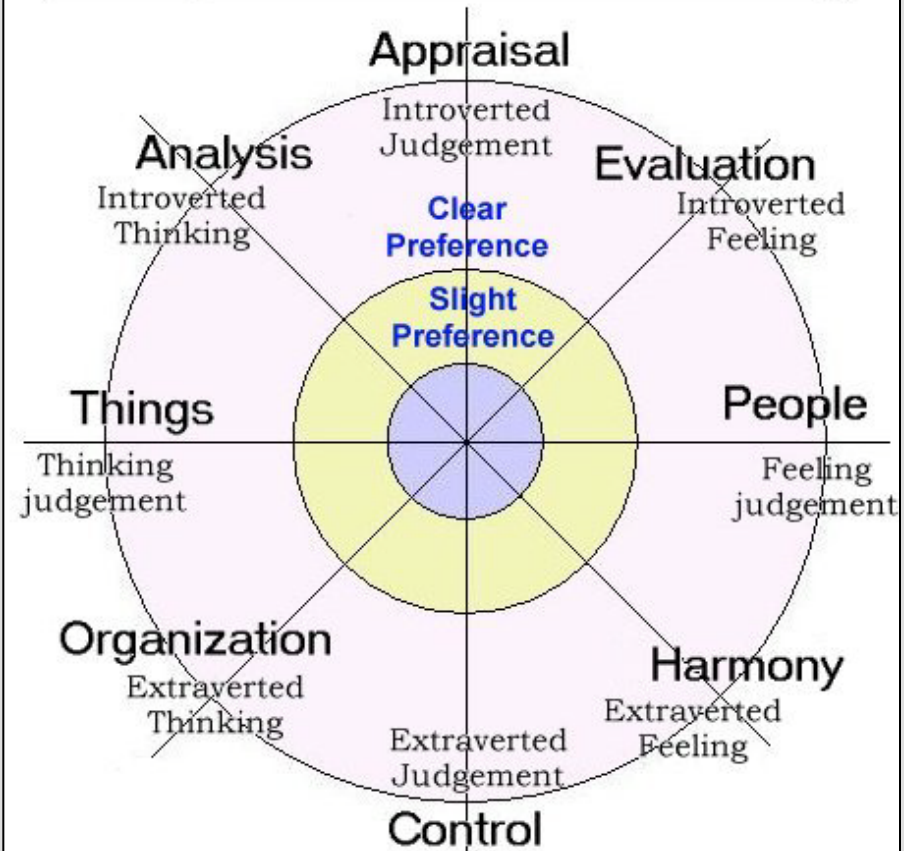 Appraisal
Introverted
Judgement
Analysis
Introverted
Thinking
Evaluation
Introverted
Feeling
Clear
Preference
Slight
Preference
Things
Thinking
judgement
People
Feeling
judgement
Organization
Extraverted
Thinking
Harmony
Extraverted
Feeling
Extraverted
Judgement
Control